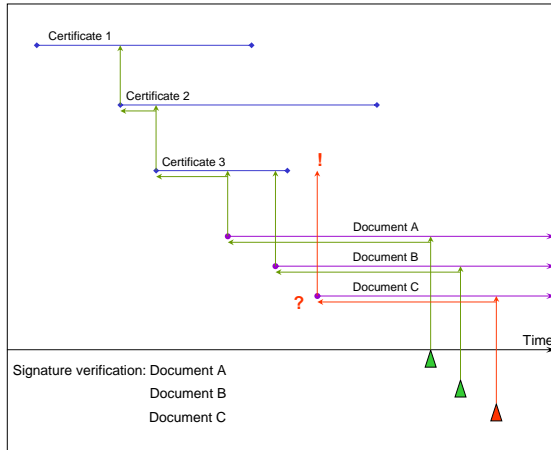 Certificate 1
Certificate 2
Certificate 3
!
Document A
Document B
Document C
?
Time
Signature verification: Document A
Document B
Document C